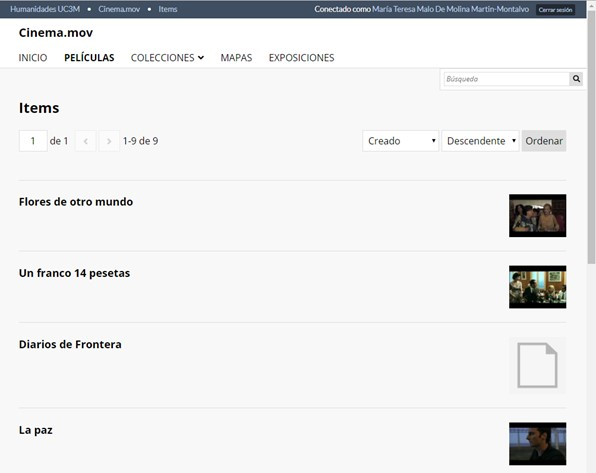 Humanidades UC3M • Cinema.mov • Items Conectado como María Teresa Malo De Molina Martín-Montalvo Cerrar sesión
Cinema.mov
INICIO PELÍCULAS COLECCIONES MAPAS EXPOSICIONES
Búsqueda
Items
1 de 1 1-9 de 9 Creado Descendente Ordenar
Flores de otro mundo
Un franco 14 pesetas
Diarios de Frontera
La paz